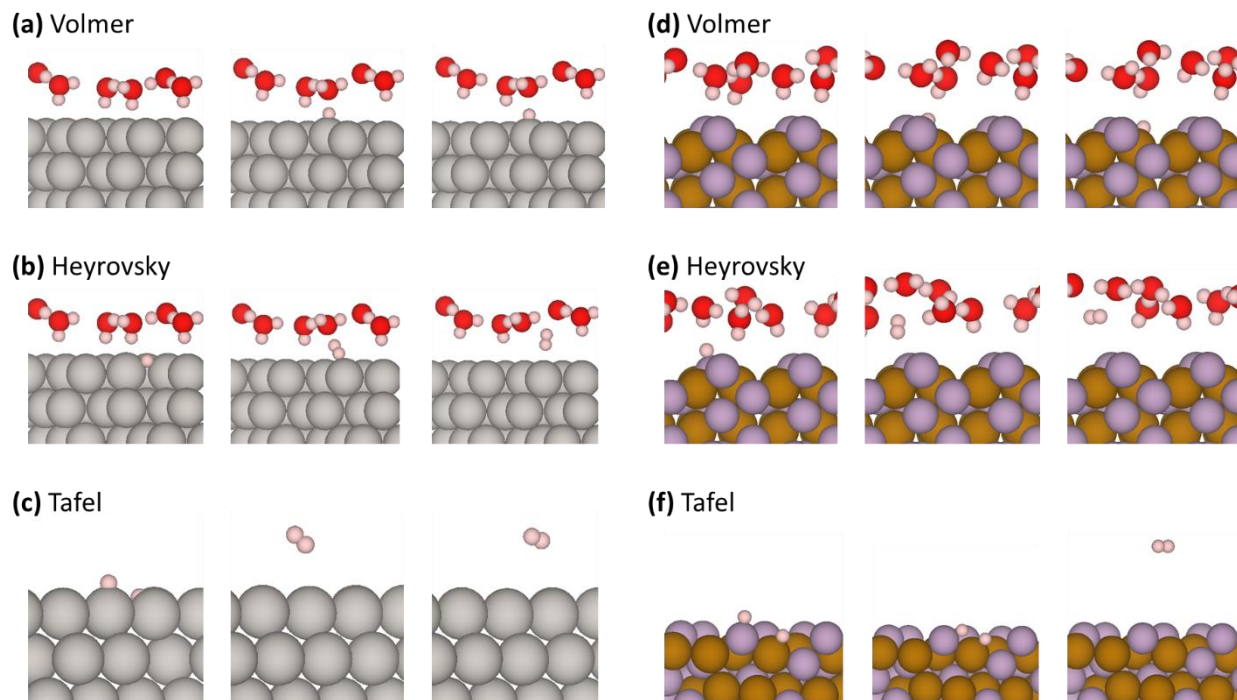 (a) Volmer
(d) Volmer
(b) Heyrovsky
(e) Heyrovsky
(c) Tafel
(f) Tafel